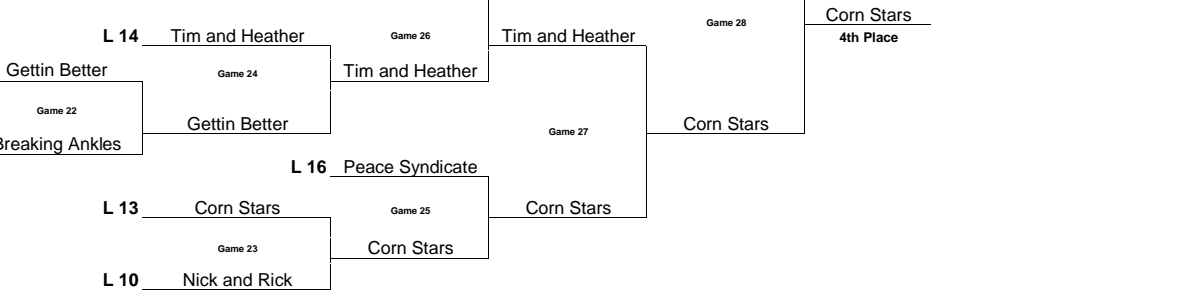 Corn Stars
Game 28
L 14 Tim and Heather Game 26 Tim and Heather
4th Place
Gettin Better Game 24 Tim and Heather
Game 22
Gettin Better Game 27 Corn Stars
Breaking Ankles
L 16 Peace Syndicate
L 13 Corn Stars Game 25 Corn Stars
Game 23 Corn Stars
L 10 Nick and Rick